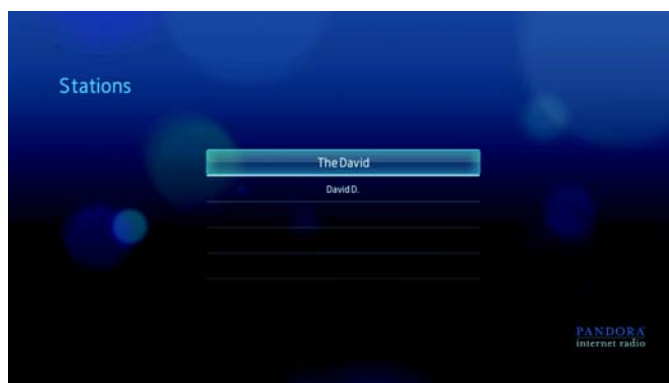 Stations
The David
David D.
PANDORA
internet radio